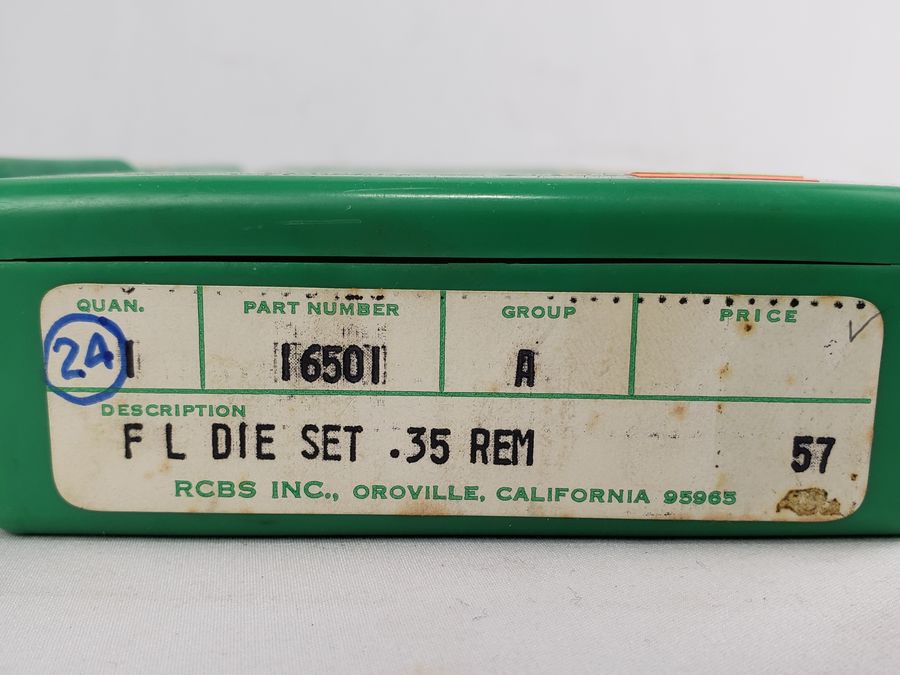 QUAN. PART NUMBER GROUP PRICE
24 1 16501 A
DESCRIPTION
F L DIE SET .35 REM 57
RCBS INC., OROVILLE, CALIFORNIA 95965